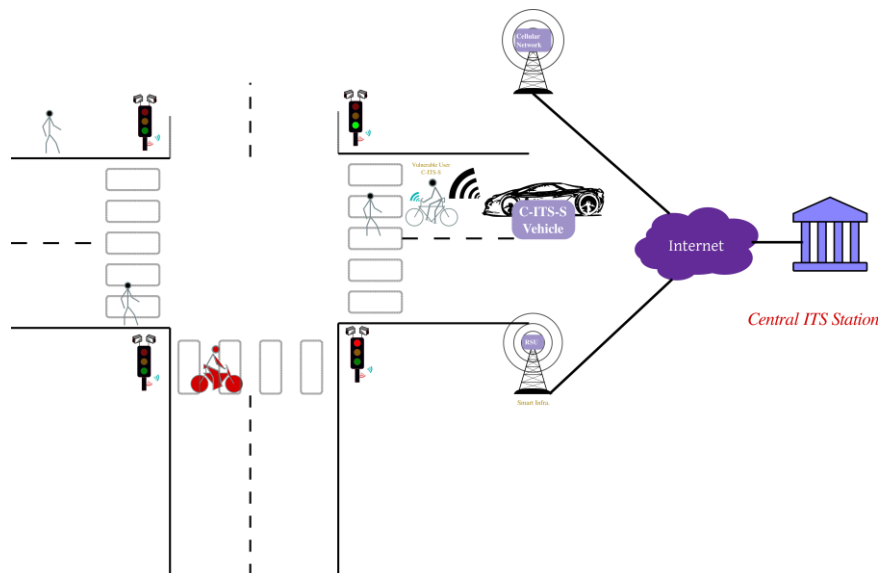 Cellular
Network
Vulnerable User
C-ITS-S
C-ITS-S
Vehicle
Internet
Central ITS Station
RSU
Smart Infra.